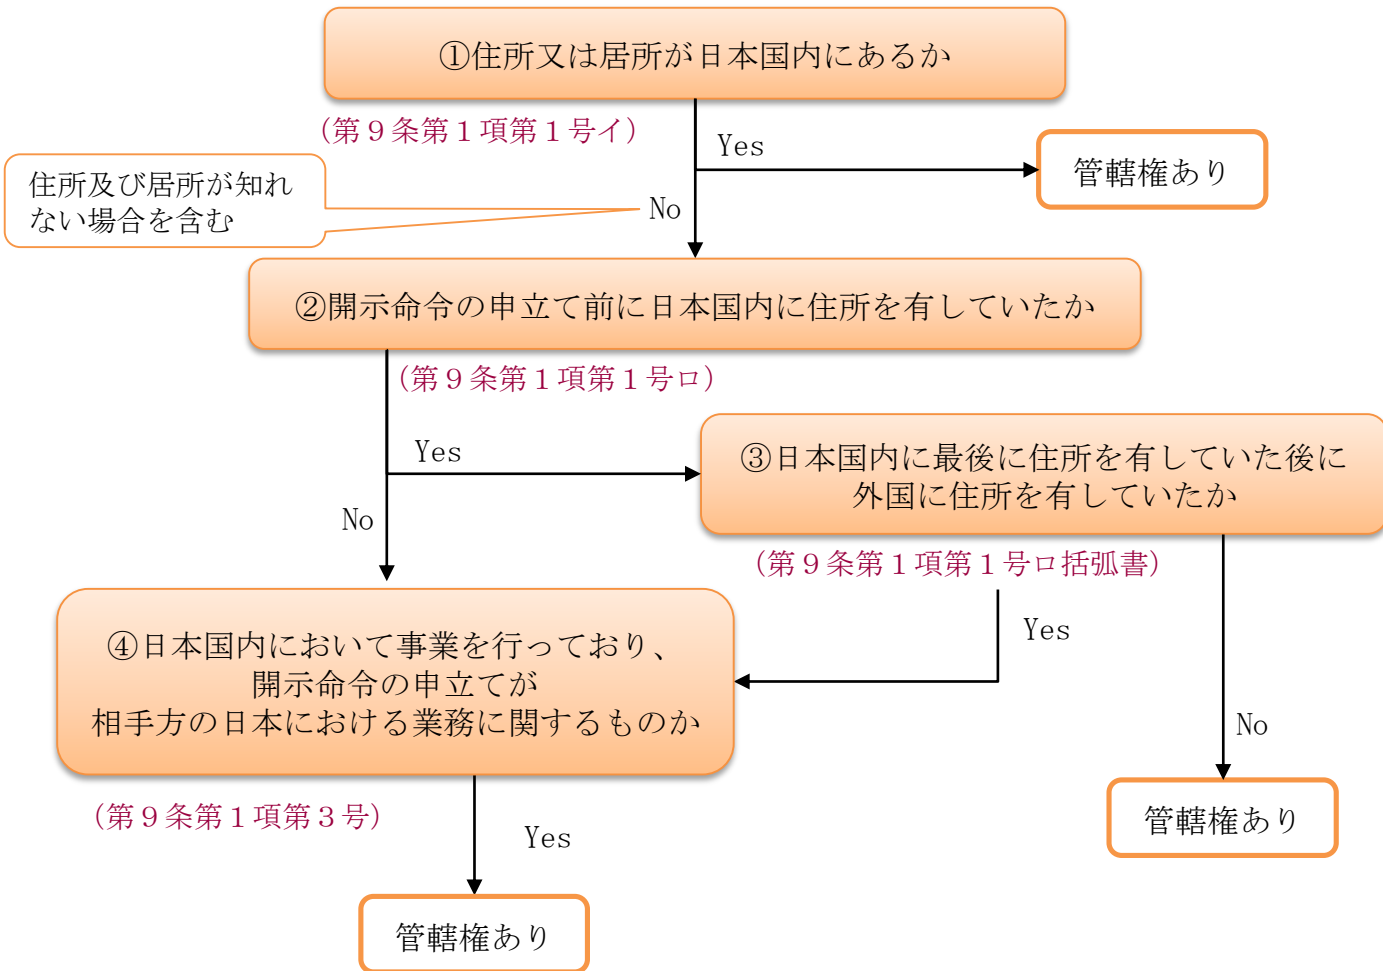 ①住所又は居所が日本国内にあるか
（第９条第１項第１号イ）
Yes
管轄権あり
住所及び居所が知れ
ない場合を含む
No
②開示命令の申立て前に日本国内に住所を有していたか
（第９条第１項第１号ロ）
Yes
③日本国内に最後に住所を有していた後に
外国に住所を有していたか
No
（第９条第１項第１号ロ括弧書）
Yes
④日本国内において事業を行っており、
開示命令の申立てが
相手方の日本における業務に関するものか
No
管轄権あり
（第９条第１項第３号）
Yes
管轄権あり